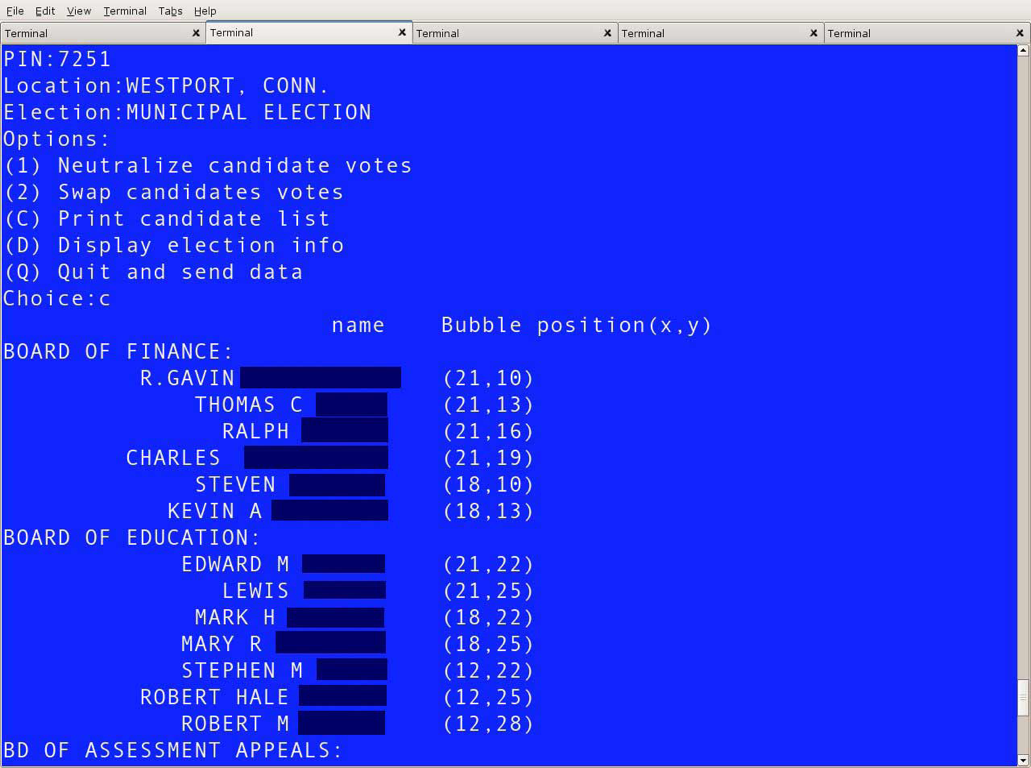 File Edit View Terminal Tabs Help
Terminal Terminal Terminal Terminal Terminal
PIN:7251
Location:WESTPORT, CONN.
Election:MUNICIPAL ELECTION
Options:
(1) Neutralize candidate votes
(2) Swap candidates votes
(C) Print candidate list
(D) Display election info
(Q) Quit and send data
Choice:c
name Bubble position(x,y)
BOARD OF FINANCE:
R.GAVIN (21,10)
THOMAS C (21,13)
RALPH (21,16)
CHARLES (21,19)
STEVEN (18,10)
KEVIN A (18,13)
BOARD OF EDUCATION:
EDWARD M (21,22)
LEWIS (21,25)
MARK H (18,22)
MARY R (18,25)
STEPHEN M (12,22)
ROBERT HALE (12,25)
ROBERT M (12,28)
BD OF ASSESSMENT APPEALS: